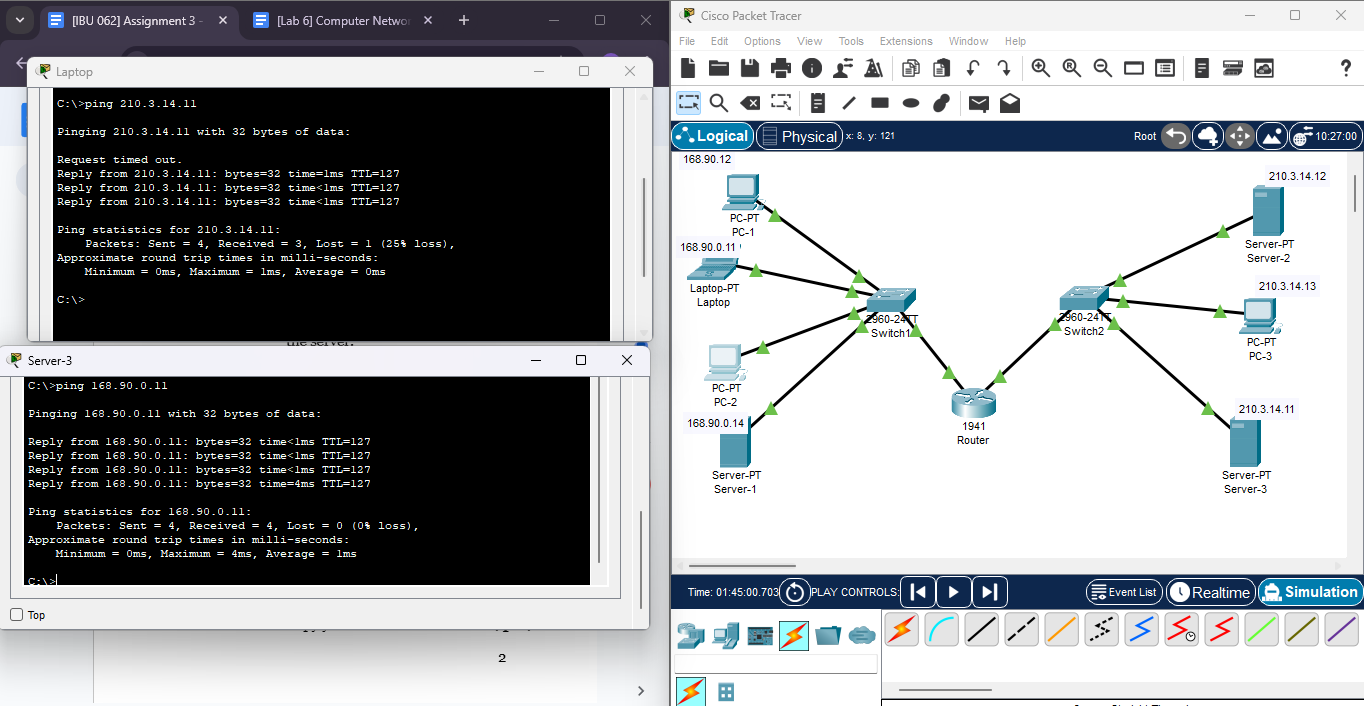 [IBU 062] Assignment 3 -
[Lab 6] Computer Netwo
Laptop
C:\>ping 210.3.14.11
Pinging 210.3.14.11 with 32 bytes of data:
Request timed out.
Reply from 210.3.14.11: bytes=32 time=1ms TTL=127
Reply from 210.3.14.11: bytes=32 time<1ms TTL=127
Reply from 210.3.14.11: bytes=32 time<1ms TTL=127
Ping statistics for 210.3.14.11:
Packets: Sent = 4, Received = 3, Lost = 1 (25% loss),
Approximate round trip times in milli-seconds:
Minimum = 0ms, Maximum = 1ms, Average = 0ms
C:\>
the server.
Server-3
C:\>ping 168.90.0.11
Pinging 168.90.0.11 with 32 bytes of data:
Reply from 168.90.0.11: bytes=32 time<1ms TTL=127
Reply from 168.90.0.11: bytes=32 time<1ms TTL=127
Reply from 168.90.0.11: bytes=32 time<1ms TTL=127
Reply from 168.90.0.11: bytes=32 time=4ms TTL=127
Ping statistics for 168.90.0.11:
Packets: Sent = 4, Received = 4, Lost = 0 (0% loss),
Approximate round trip times in milli-seconds:
Minimum = 0ms, Maximum = 4ms, Average = 1ms
C:\>
Top
2
Cisco Packet Tracer
File Edit Options View Tools Extensions Window Help
Logical Physical x: 8, y: 121 Root 10:27:00
168.90.12
PC-PT
PC-1
168.90.0.11
Laptop-PT
Laptop
PC-PT
PC-2
168.90.0.14
Server-PT
Server-1
2960-24TT
Switch1
1941
Router
2960-24TT
Switch2
210.3.14.12
Server-PT
Server-2
210.3.14.13
PC-PT
PC-3
210.3.14.11
Server-PT
Server-3
Time: 01:45:00.703 PLAY CONTROLS: Event List Realtime Simulation